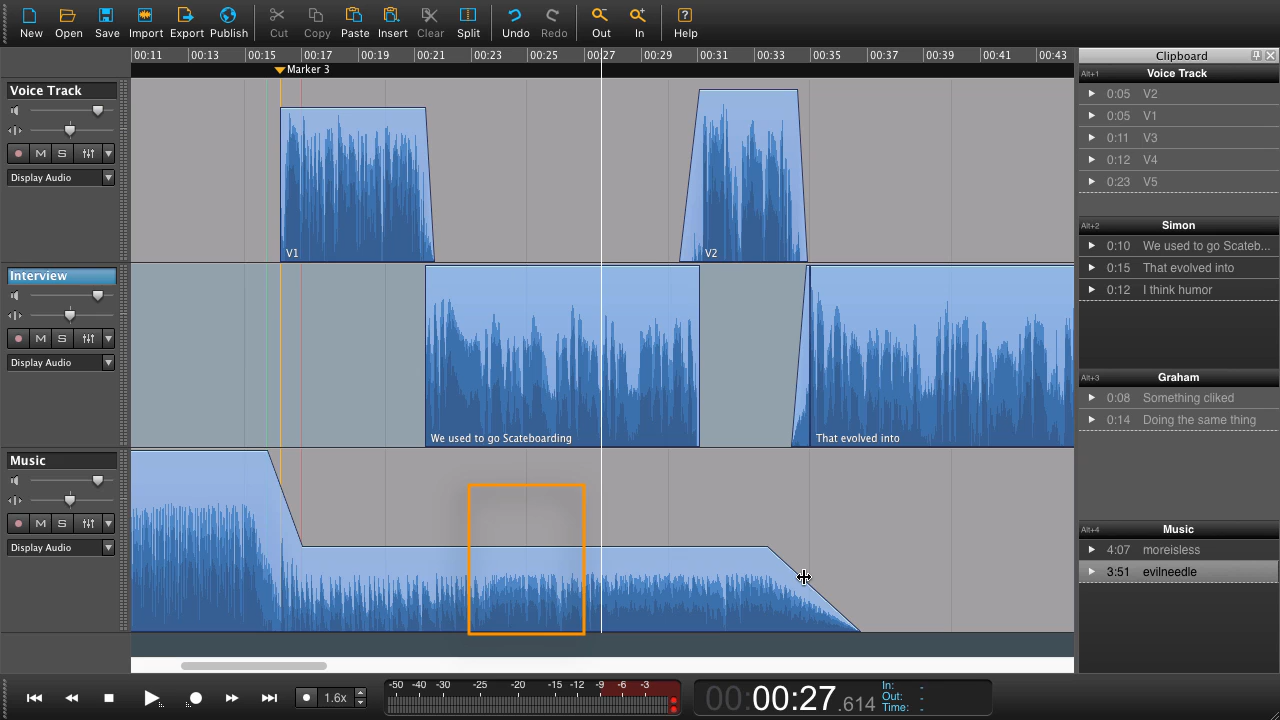 New Open Save Import Export Publish Cut Copy Paste Insert Clear Split Undo Redo Out In Help
00:11 00:13 00:15 00:17 00:19 00:21 00:23 00:25 00:27 00:29 00:31 00:33 00:35 00:37 00:39 00:41 00:43
Marker 3
Voice Track
M S
Display Audio
V1
V2
Interview
M S
Display Audio
We used to go Scateboarding
That evolved into
Music
M S
Display Audio
Clipboard
Alt+1 Voice Track
0:05 V2
0:05 V1
0:11 V3
0:12 V4
0:23 V5
Alt+2 Simon
0:10 We used to go Scateb...
0:15 That evolved into
0:12 I think humor
Alt+3 Graham
0:08 Something cliked
0:14 Doing the same thing
Alt+4 Music
4:07 moreisless
3:51 evilneedle
1.6x
-50 -40 -30 -25 -20 -15 -12 -9 -6 -3
00:00:27.614
In: -
Out: -
Time: -